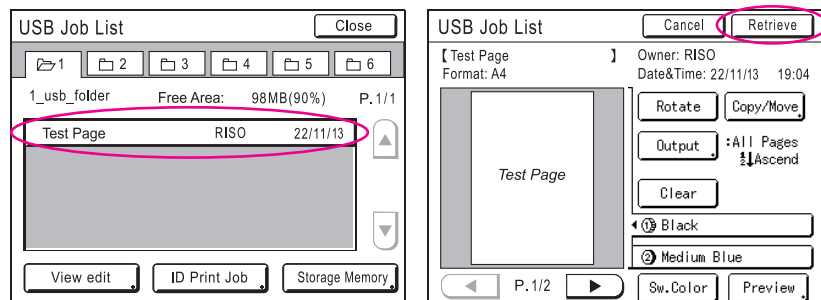 USB Job List
Close
1
2
3
4
5
6
1_usb_folder Free Area: 98MB(90%) P.1/1
Test Page RISO 22/11/13
View edit
ID Print Job
Storage Memory
USB Job List
Cancel
Retrieve
【Test Page 】
Format: A4
Owner: RISO
Date&Time: 22/11/13 19:04
Test Page
Rotate
Copy/Move
Output
:All Pages
Ascend
Clear
① Black
② Medium Blue
P.1/2
Sw.Color
Preview